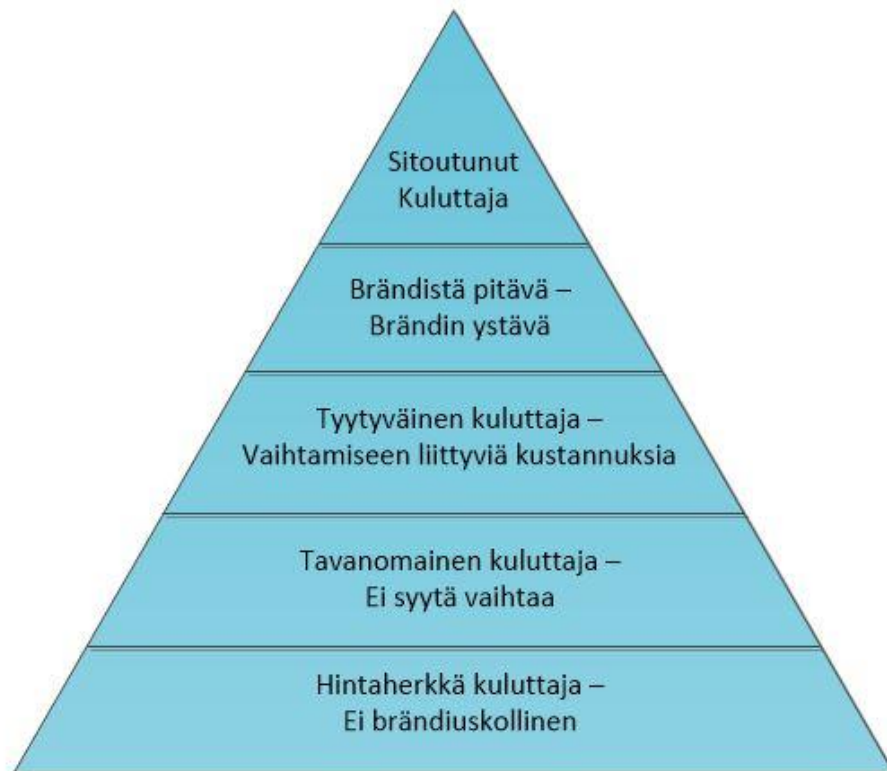 Sitoutunut
Kuluttaja
Brändistä pitävä –
Brändin ystävä
Tyytyväinen kuluttaja –
Vaihtamiseen liittyviä kustannuksia
Tavanomainen kuluttaja –
Ei syytä vaihtaa
Hintaherkkä kuluttaja –
Ei brändiuskollinen